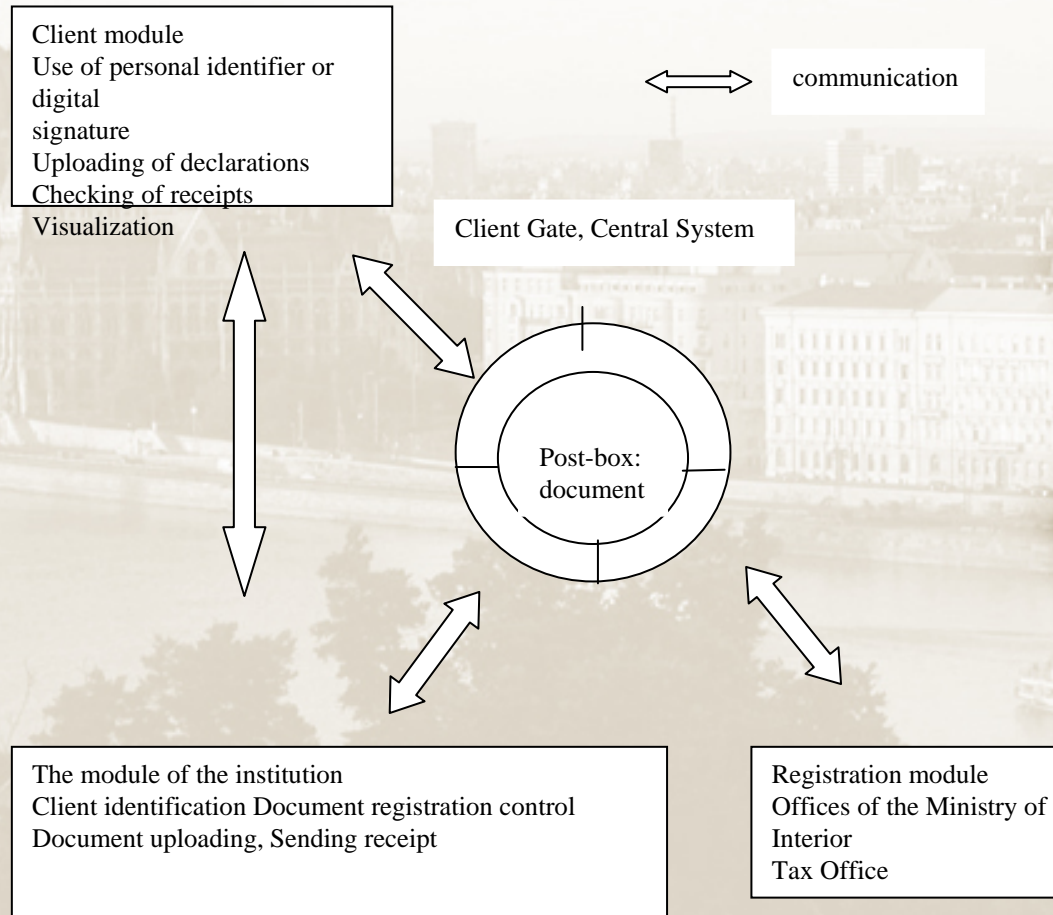 Client module
Use of personal identifier or
digital
signature
Uploading of declarations
Checking of receipts
Visualization
communication
Client Gate, Central System
Post-box:
document
The module of the institution
Client identification Document registration control
Document uploading, Sending receipt
Registration module
Offices of the Ministry of
Interior
Tax Office